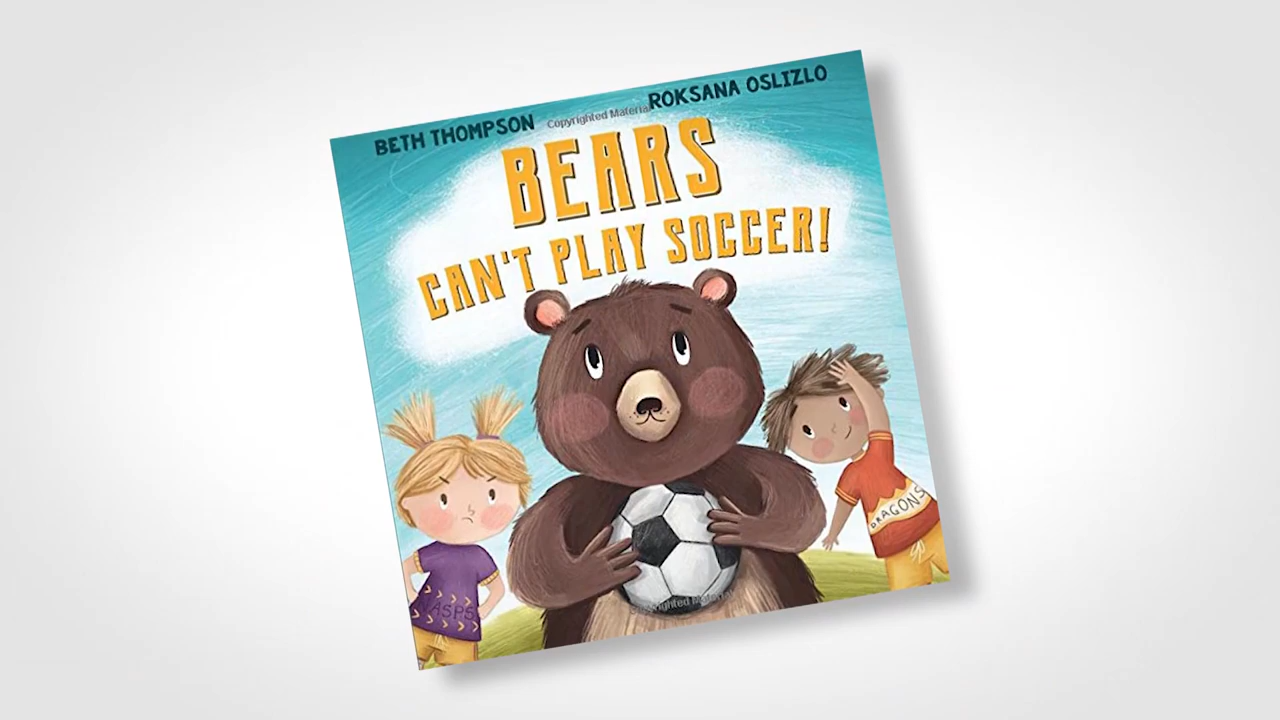 BETH THOMPSON
Copyrighted Material
ROKSANA OSLIZLO
BEARS
CAN'T PLAY SOCCER!
DRAGONS
WASPS
Copyrighted Material